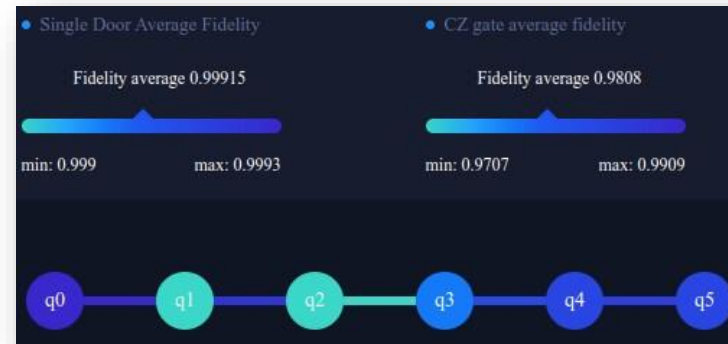 Single Door Average Fidelity
Fidelity average 0.99915
min: 0.999 max: 0.9993
CZ gate average fidelity
Fidelity average 0.9808
min: 0.9707 max: 0.9909
q0 q1 q2 q3 q4 q5